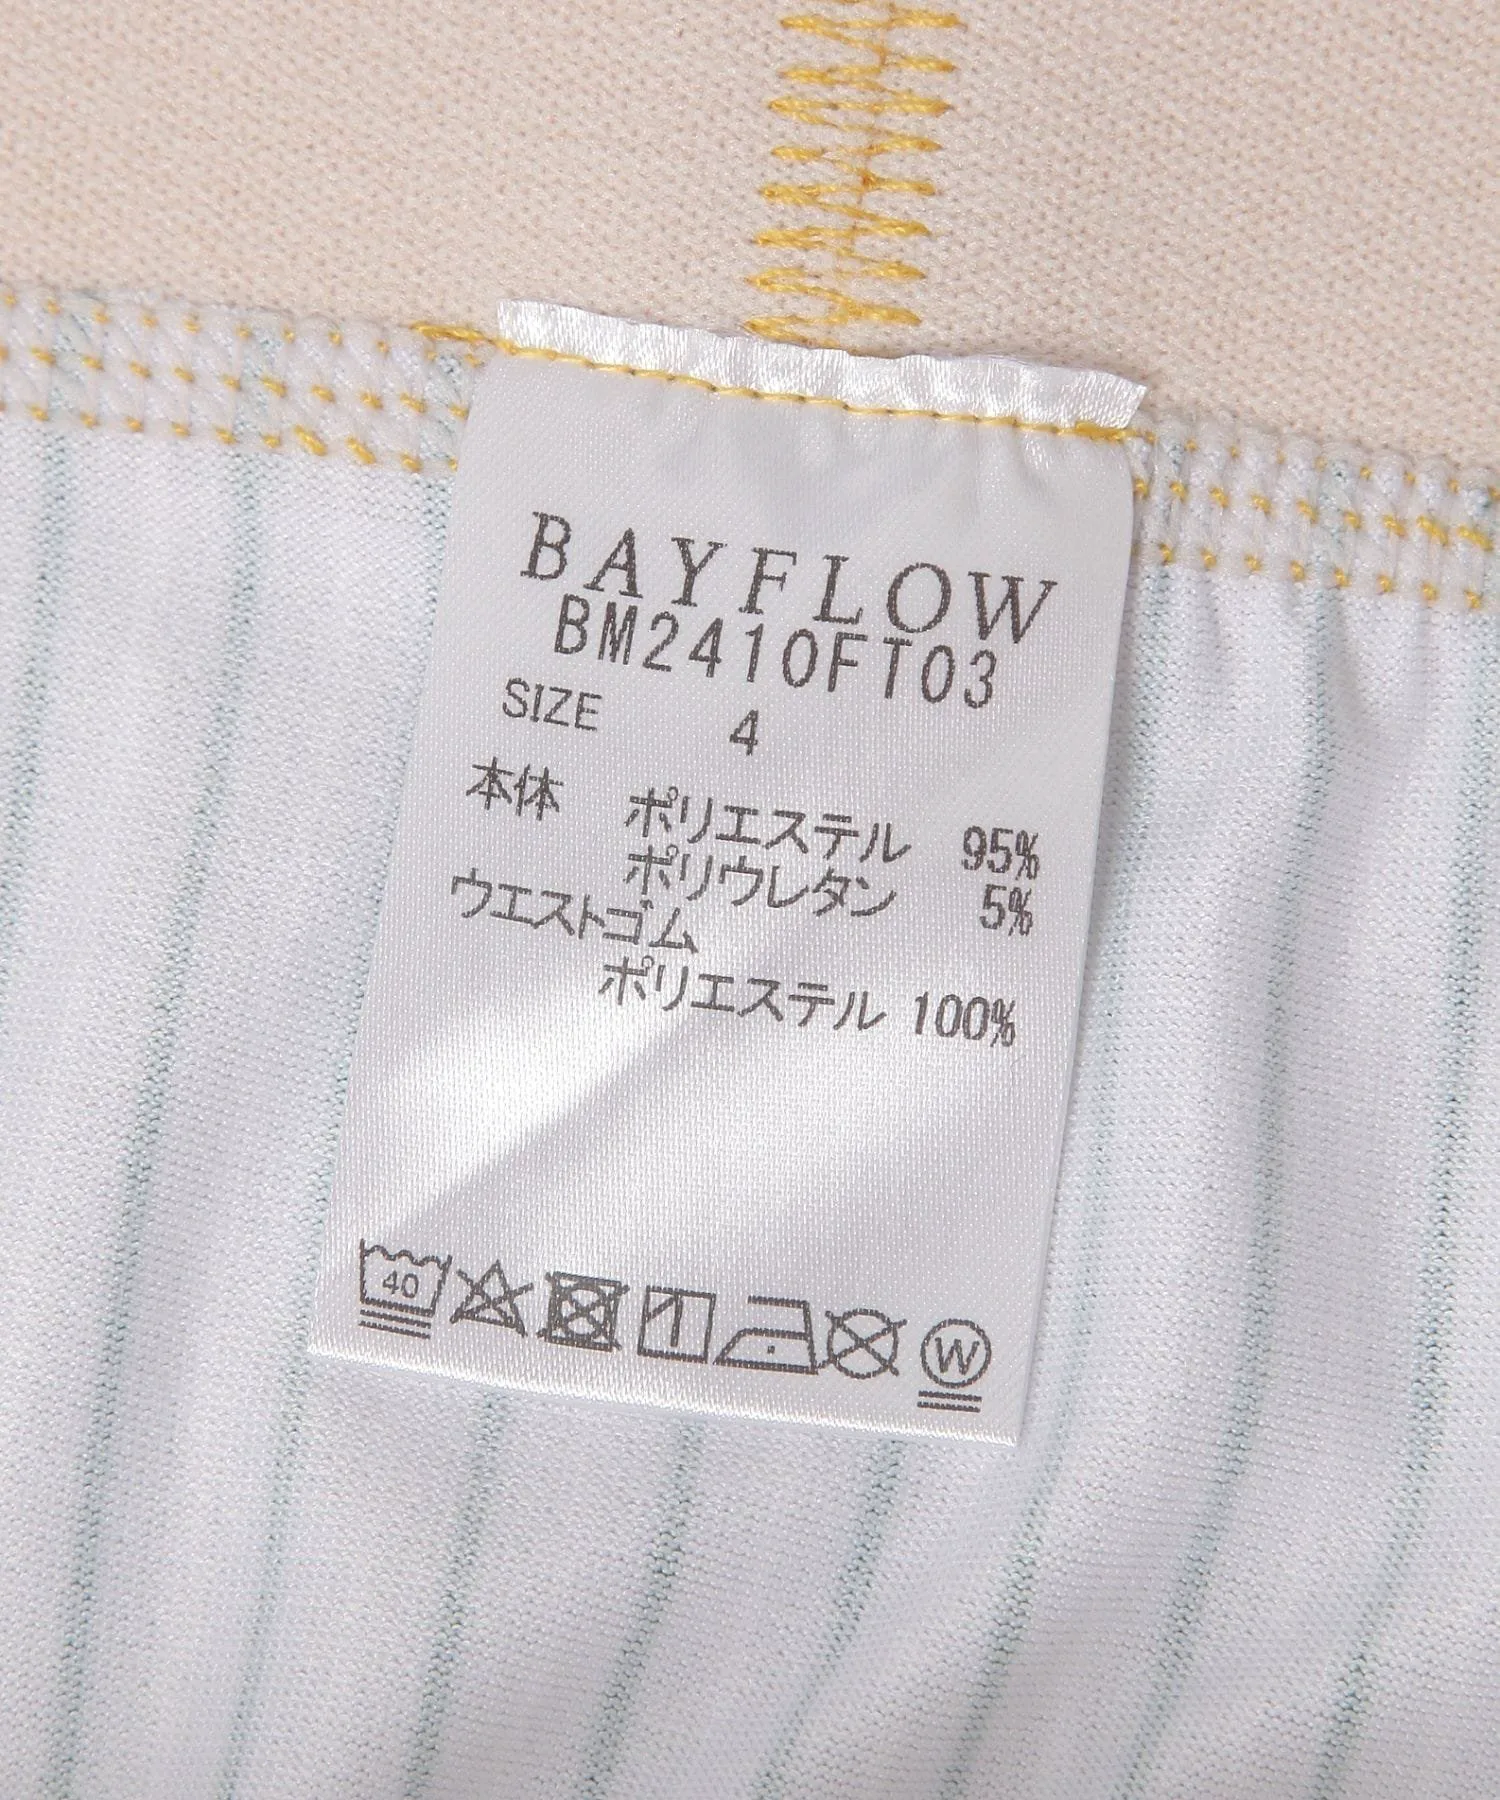 BAYFLOW
BM2410FT03
SIZE 4
本体 ポリエステル 95%
ポリウレタン 5%
ウエストゴム
ポリエステル 100%
40 W